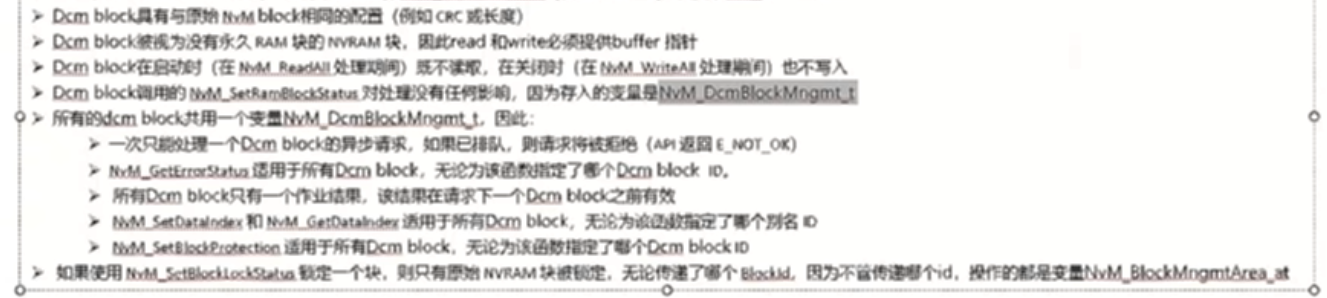 ➢ Dcm block具有与原始 NvM block相同的配置（例如 CRC 或长度）
➢ Dcm block被视为没有永久 RAM 块的 NVRAM 块，因此read 和write必须提供buffer 指针
➢ Dcm block在启动时（在 NvM_ReadAll 处理期间）既不读取，在关闭时（在 NvM_WriteAll 处理期间）也不写入
➢ Dcm block调用的 NvM_SetRamBlockStatus 对处理没有任何影响，因为存入的变量是NvM_DcmBlockMngmt_t
➢ 所有的dcm block共用一个变量NvM_DcmBlockMngmt_t，因此：
➢ 一次只能处理一个Dcm block的异步请求，如果已排队，则请求将被拒绝（API 返回 E_NOT_OK）
➢ NvM_GetErrorStatus 适用于所有Dcm block，无论为该函数指定了哪个Dcm block ID。
➢ 所有Dcm block只有一个作业结果，该结果在请求下一个Dcm block之前有效
➢ NvM_SetDataIndex 和 NvM_GetDataIndex 适用于所有Dcm block，无论为该函数指定了哪个别名 ID
➢ NvM_SetBlockProtection 适用于所有Dcm block，无论为该函数指定了哪个Dcm block ID
➢ 如果使用 NvM_SetBlockLockStatus 锁定一个块，则只有原始 NVRAM 块被锁定，无论传递了哪个 BlockId，因为不管传递哪个id，操作的都是变量NvM_BlockMngmtArea_at